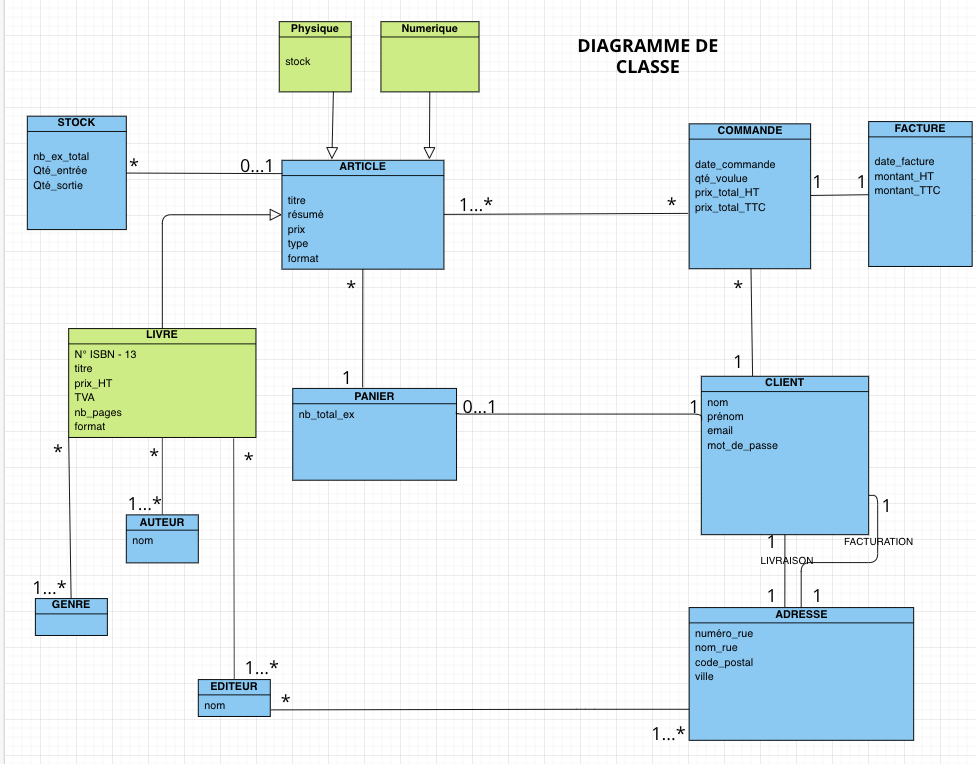 Physique
stock
Numerique
DIAGRAMME DE
CLASSE
STOCK
nb_ex_total
Qté_entrée
Qté_sortie
*
0...1
ARTICLE
titre
résumé
prix
type
format
1...*
*
COMMANDE
date_commande
qté_voulue
prix_total_HT
prix_total_TTC
1
1
FACTURE
date_facture
montant_HT
montant_TTC
*
1
*
1
LIVRE
N° ISBN - 13
titre
prix_HT
TVA
nb_pages
format
PANIER
nb_total_ex
0...1
1
CLIENT
nom
prénom
email
mot_de_passe
*
*
*
1...*
AUTEUR
nom
1...*
GENRE
1
1
FACTURATION
LIVRAISON
1
1
ADRESSE
numéro_rue
nom_rue
code_postal
ville
1...*
EDITEUR
nom
*
1...*